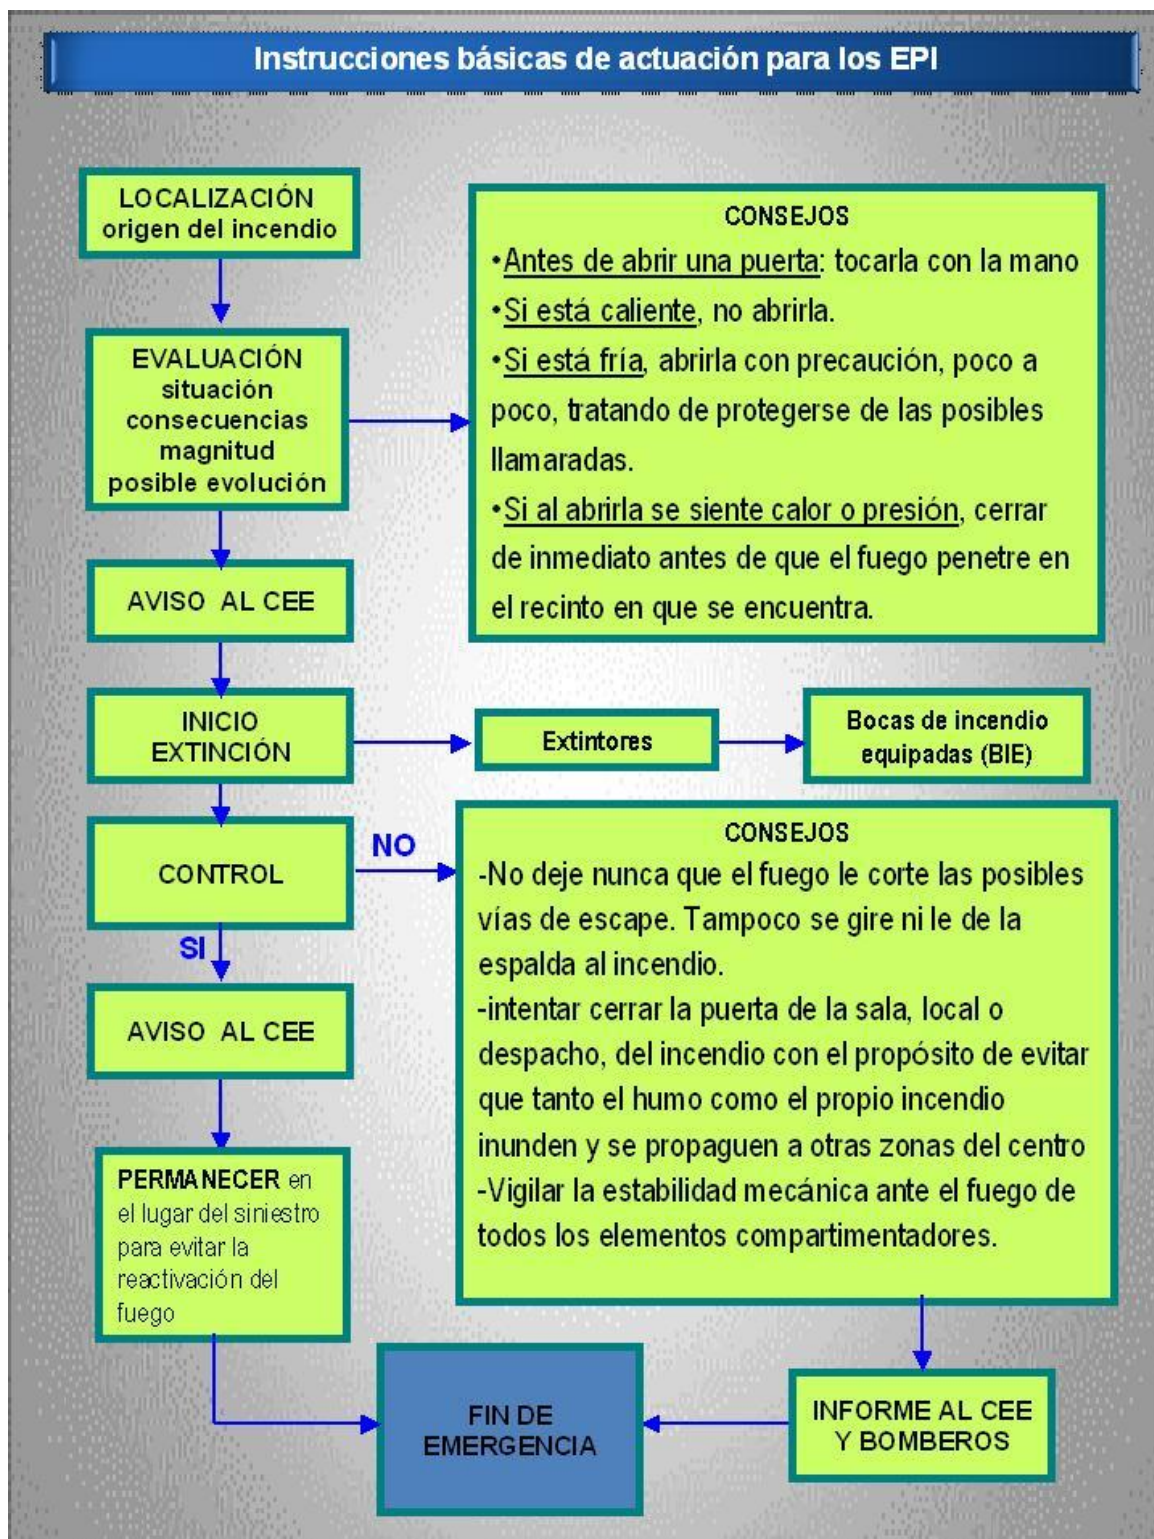 Instrucciones básicas de actuación para los EPI
LOCALIZACIÓN
origen del incendio
EVALUACIÓN
situación
consecuencias
magnitud
posible evolución
CONSEJOS
•Antes de abrir una puerta: tocarla con la mano
•Si está caliente, no abrirla.
•Si está fría, abrirla con precaución, poco a
poco, tratando de protegerse de las posibles
llamaradas.
•Si al abrirla se siente calor o presión, cerrar
de inmediato antes de que el fuego penetre en
el recinto en que se encuentra.
AVISO AL CEE
INICIO
EXTINCIÓN
Extintores
Bocas de incendio
equipadas (BIE)
CONTROL
NO
SI
CONSEJOS
-No deje nunca que el fuego le corte las posibles
vías de escape. Tampoco se gire ni le de la
espalda al incendio.
-intentar cerrar la puerta de la sala, local o
despacho, del incendio con el propósito de evitar
que tanto el humo como el propio incendio
inunden y se propaguen a otras zonas del centro
-Vigilar la estabilidad mecánica ante el fuego de
todos los elementos compartimentadores.
AVISO AL CEE
PERMANECER en
el lugar del siniestro
para evitar la
reactivación del
fuego
FIN DE
EMERGENCIA
INFORME AL CEE
Y BOMBEROS